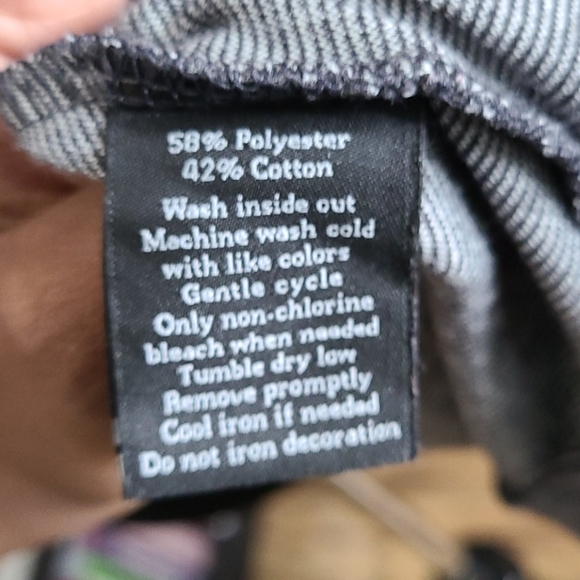 58% Polyester
42% Cotton
Wash inside out
Machine wash cold
with like colors
Gentle cycle
Only non-chlorine
bleach when needed
Tumble dry low
Remove promptly
Cool iron if needed
Do not iron decoration